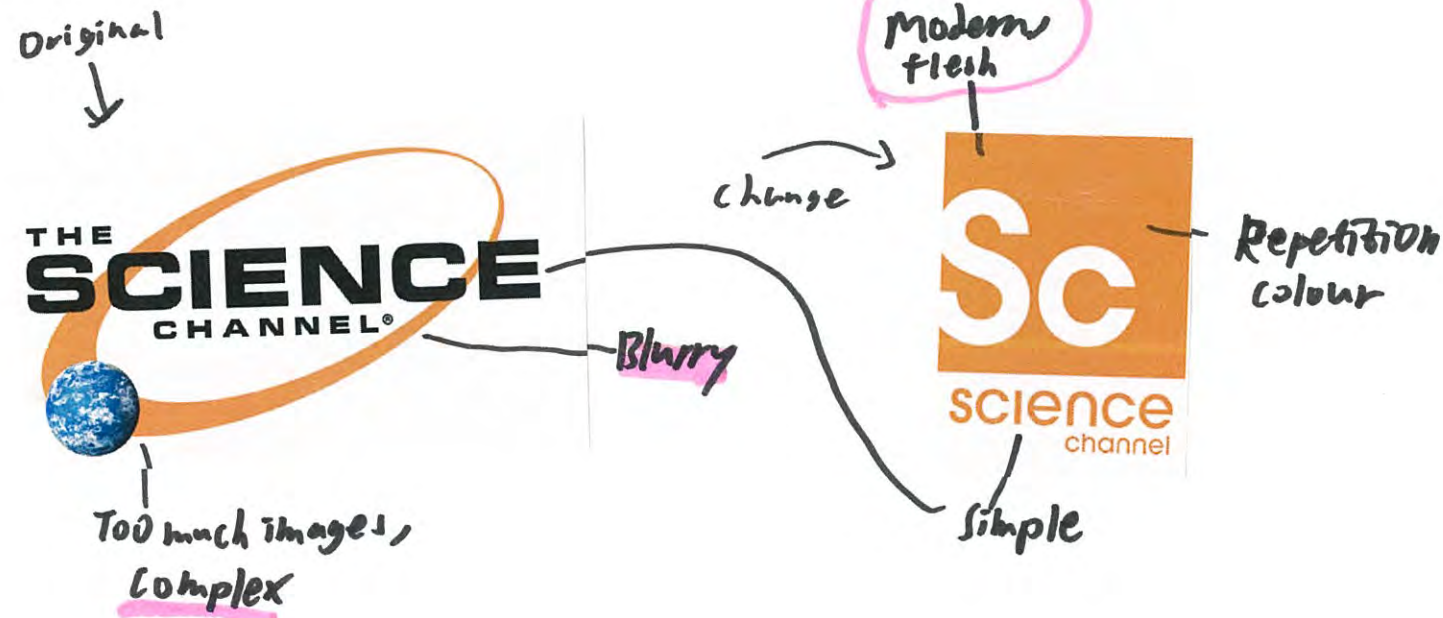 Original
THE
SCIENCE
CHANNEL®
Blurry
Too much images,
Complex
Change
Modern
flesh
Sc
science
channel
Repetition
colour
Simple